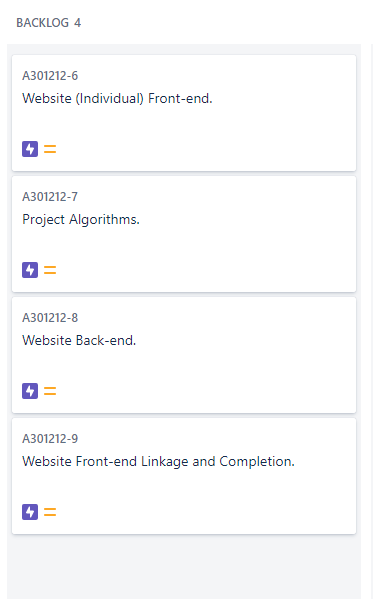 BACKLOG 4
A301212-6
Website (Individual) Front-end.
A301212-7
Project Algorithms.
A301212-8
Website Back-end.
A301212-9
Website Front-end Linkage and Completion.